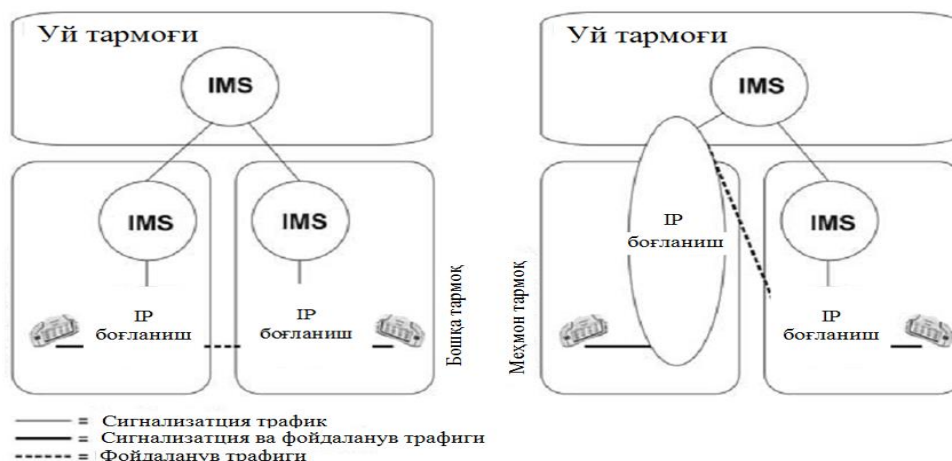 Уй тармоғи
IMS
IMS
IMS
IP
боғланиш
IP
боғланиш
Бошқа тармоқ
Уй тармоғи
IMS
IP
боғланиш
IMS
IP
боғланиш
Меҳмон тармоқ
= Сигнализатция трафик
= Сигнализатция ва фойдаланув трафиги
= Фойдаланув трафиги